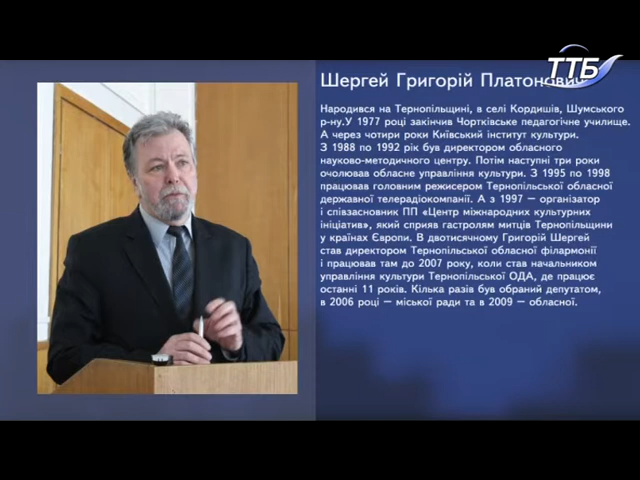 ТТБ
Шергей Григорій Платонович
Народився на Тернопільщині, в селі Кордишів, Шумського
р-ну.У 1977 році закінчив Чортківське педагогічне училище.
А через чотири роки Київський інститут культури.
З 1988 по 1992 рік був директором обласного
науково-методичного центру. Потім наступні три роки
очолював обласне управління культури. З 1995 по 1998
працював головним режисером Тернопільської обласної
державної телерадіокомпанії. А з 1997 – організатор
і співзасновник ПП «Центр міжнародних культурних
ініціатив», який сприяв гастролям митців Тернопільщини
у країнах Європи. В двотисячному Григорій Шергей
став директором Тернопільської обласної філармонії
і працював там до 2007 року, коли став начальником
управління культури Тернопільської ОДА, де працює
останні 11 років. Кілька разів був обраний депутатом,
в 2006 році – міської ради та в 2009 – обласної.